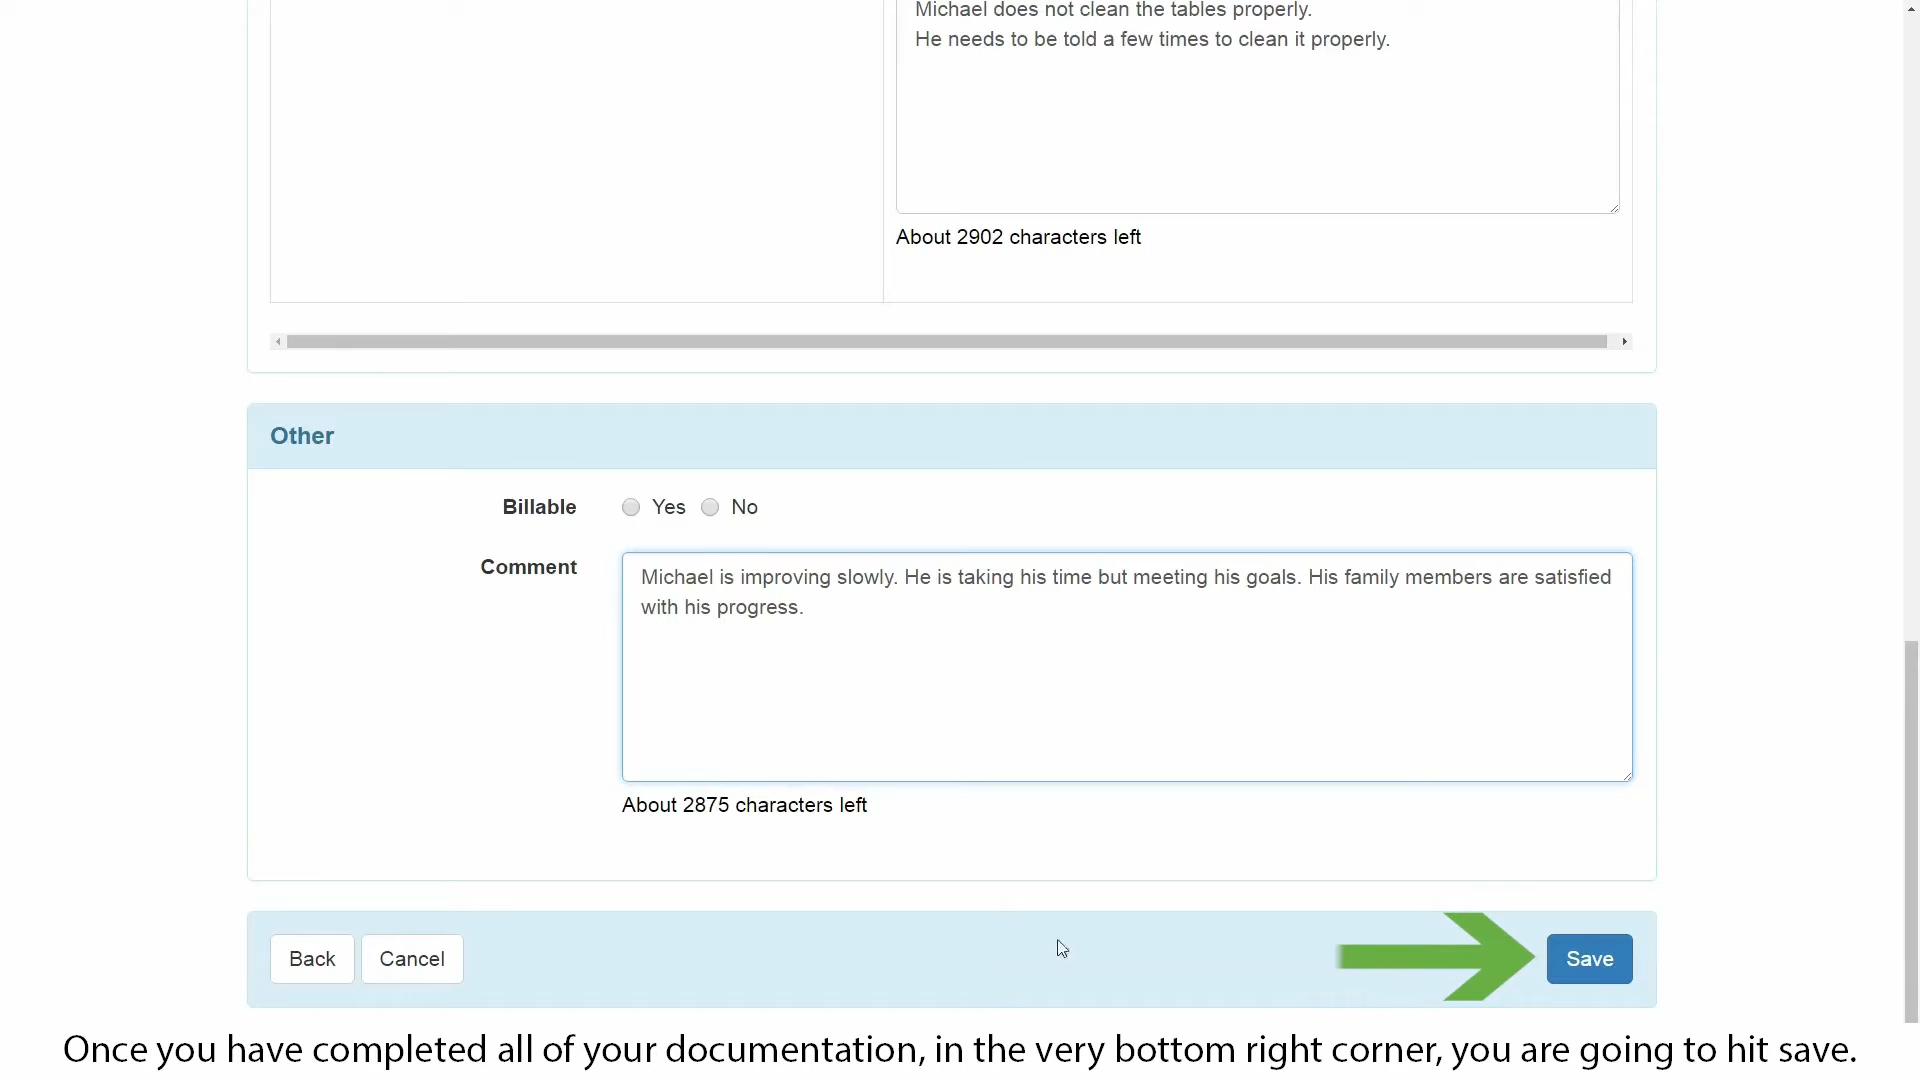 Michael does not clean the tables properly.
He needs to be told a few times to clean it properly.
About 2902 characters left
Other
Billable Yes No
Comment
Michael is improving slowly. He is taking his time but meeting his goals. His family members are satisfied
with his progress.
About 2875 characters left
Back Cancel Save
Once you have completed all of your documentation, in the very bottom right corner, you are going to hit save.